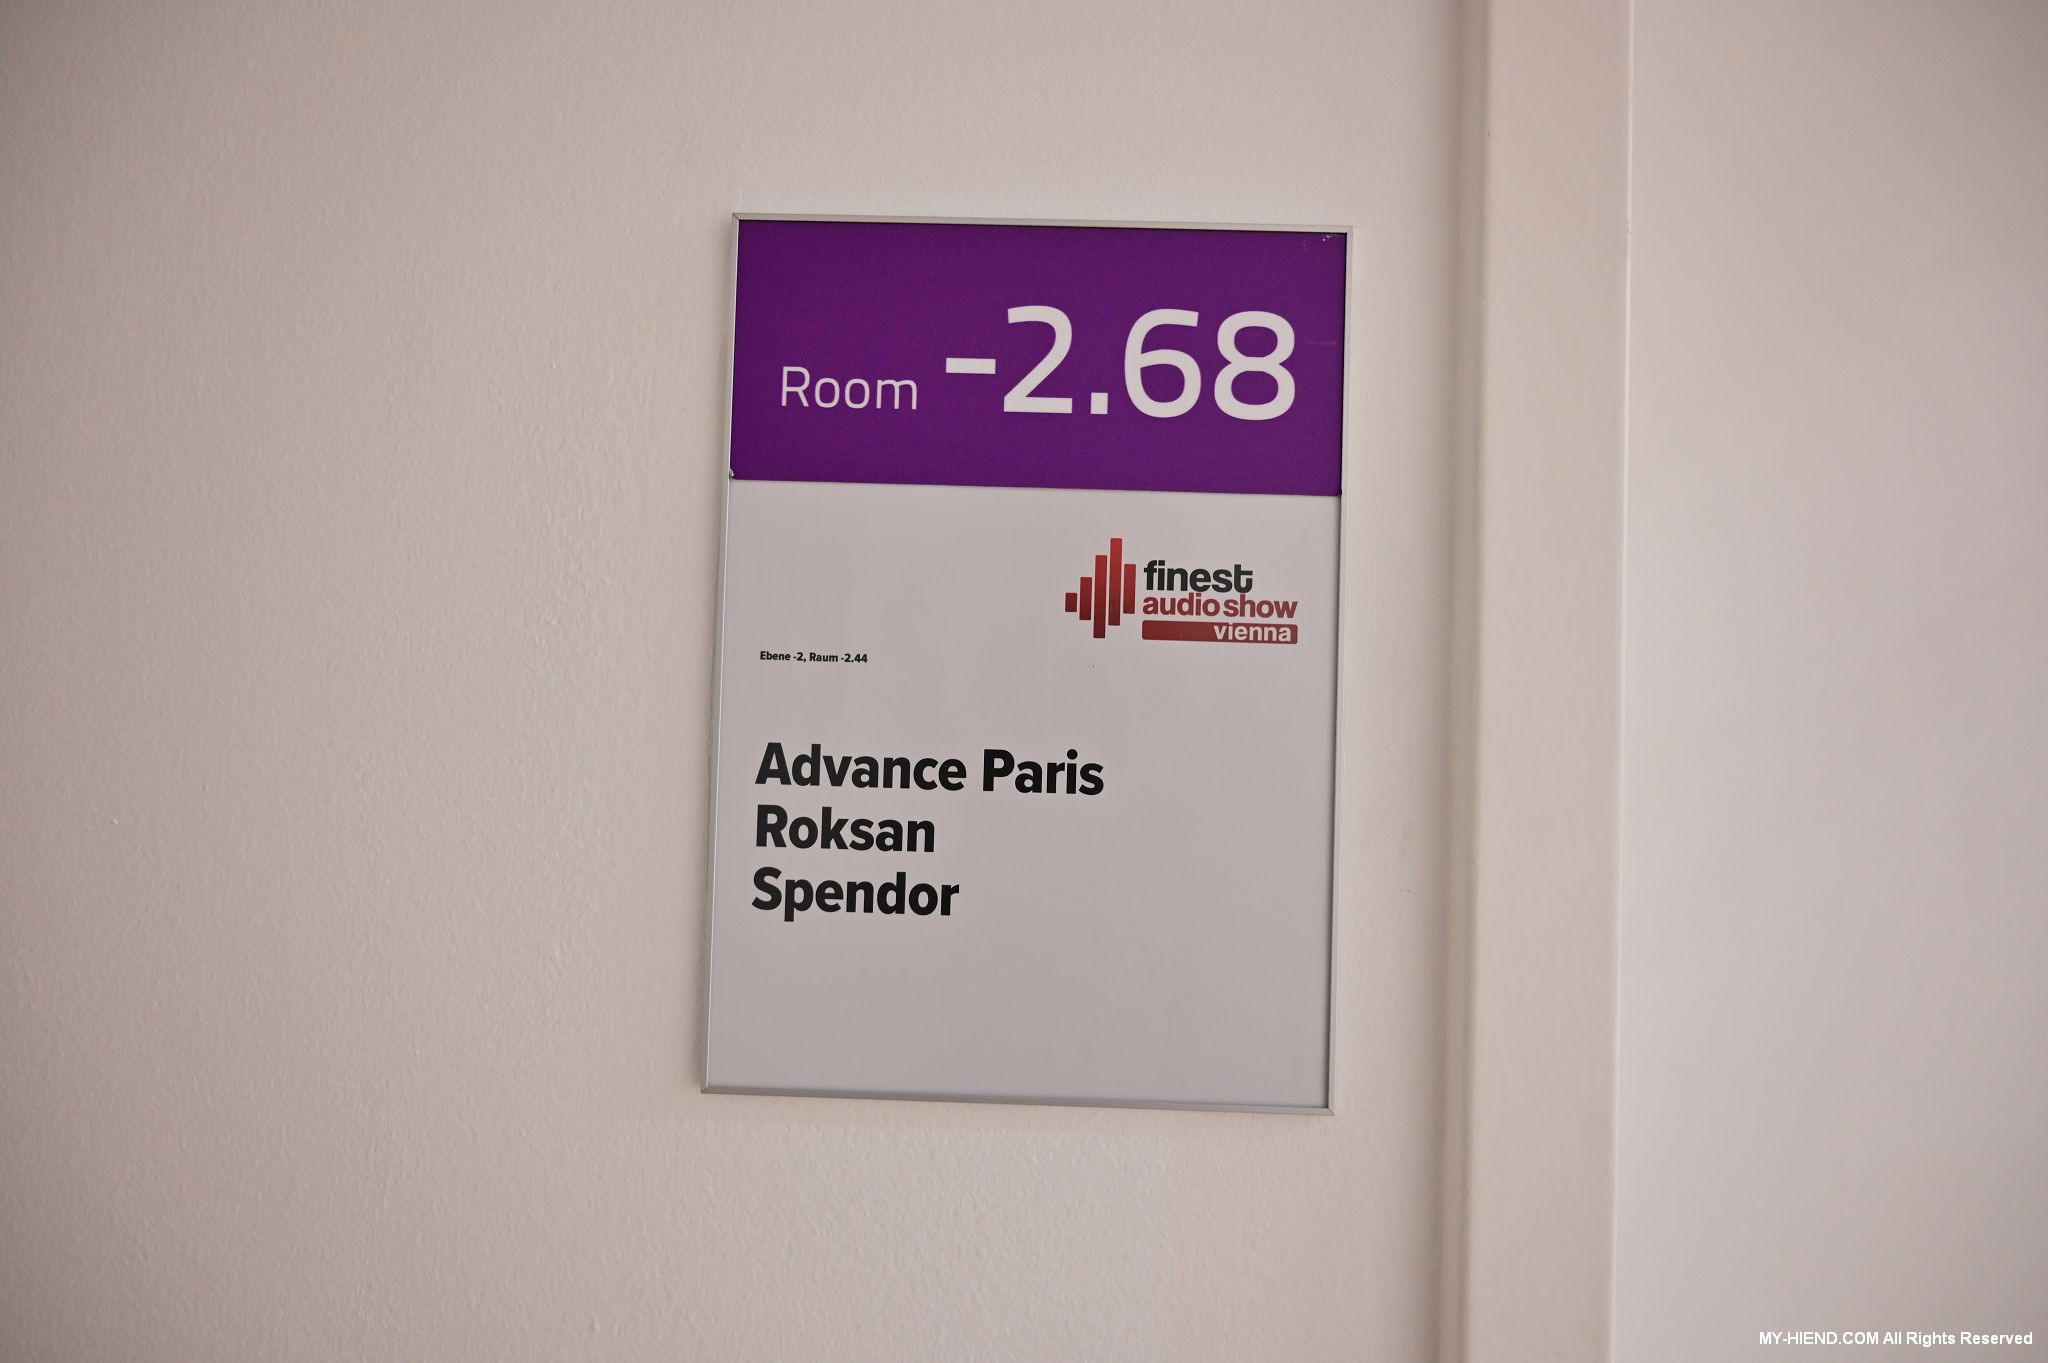 Room -2.68
finest
audio show
vienna
Ebene -2, Raum -2.44
Advance Paris
Roksan
Spendor
MY-HIEND.COM All Rights Reserved